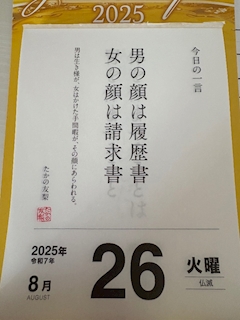 2025
今日の一言
男の顔は履歴書
女の顔は請求書
男は生き様が、女はかけた手間暇が、その顔にあらわれる。
たかの友梨
2025年
令和7年
8月
AUGUST
26
火曜
仏滅